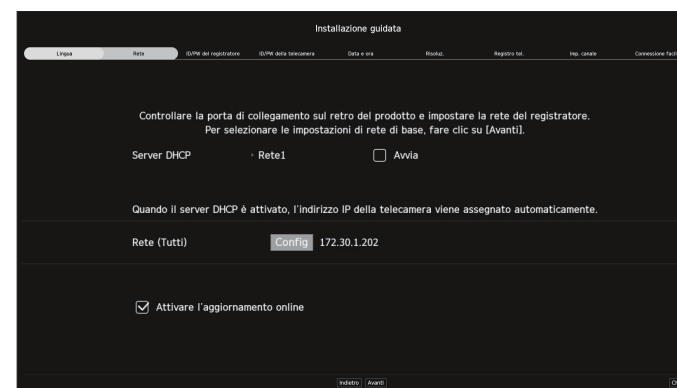 Installazione guidata
Lingua Rete ID/PW del registratore ID/PW della telecamera Data e ora Risoluz. Registro tel. Imp. canale Connessione facil
Controllare la porta di collegamento sul retro del prodotto e impostare la rete del registratore.
Per selezionare le impostazioni di rete di base, fare clic su [Avanti].
Server DHCP • Rete1 Avvia
Quando il server DHCP è attivato, l'indirizzo IP della telecamera viene assegnato automaticamente.
Rete (Tutti) Config 172.30.1.202
Attivare l'aggiornamento online
Indietro Avanti